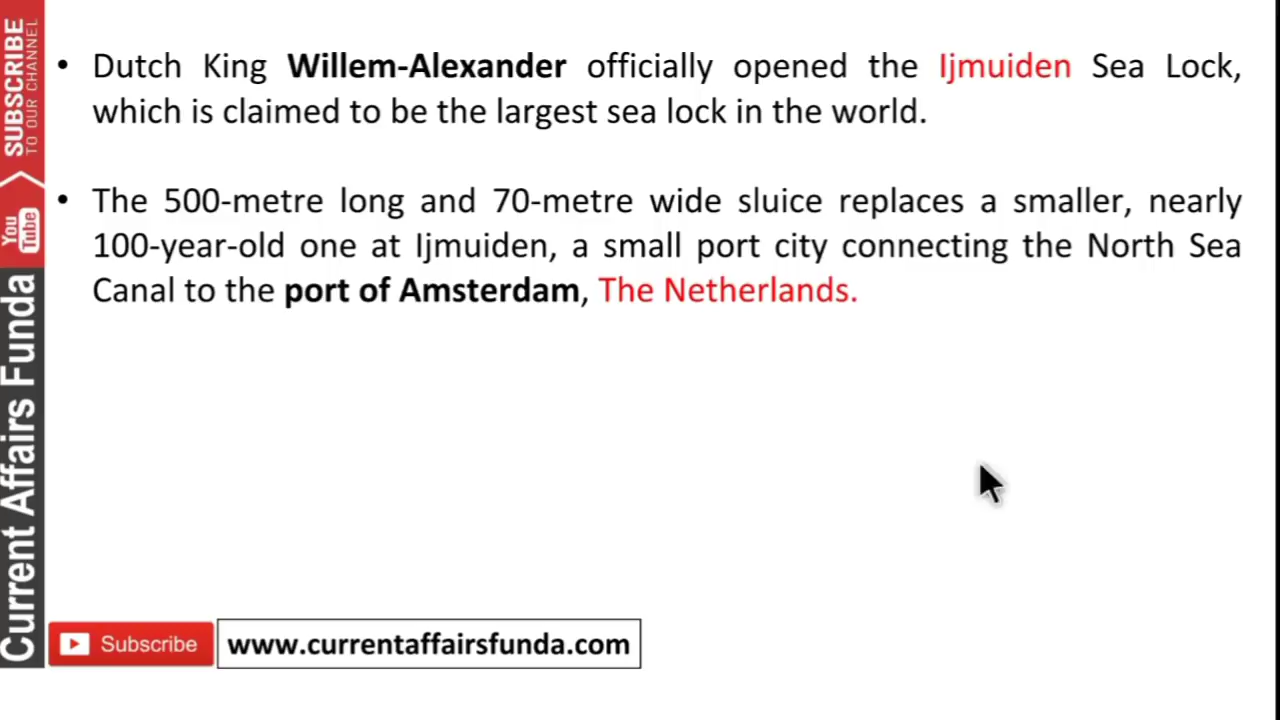 SUBSCRIBE
TO OUR CHANNEL
You
Tube
Current Affairs Funda
• Dutch King Willem-Alexander officially opened the Ijmuiden Sea Lock,
which is claimed to be the largest sea lock in the world.
• The 500-metre long and 70-metre wide sluice replaces a smaller, nearly
100-year-old one at Ijmuiden, a small port city connecting the North Sea
Canal to the port of Amsterdam, The Netherlands.
Subscribe
www.currentaffairsfunda.com